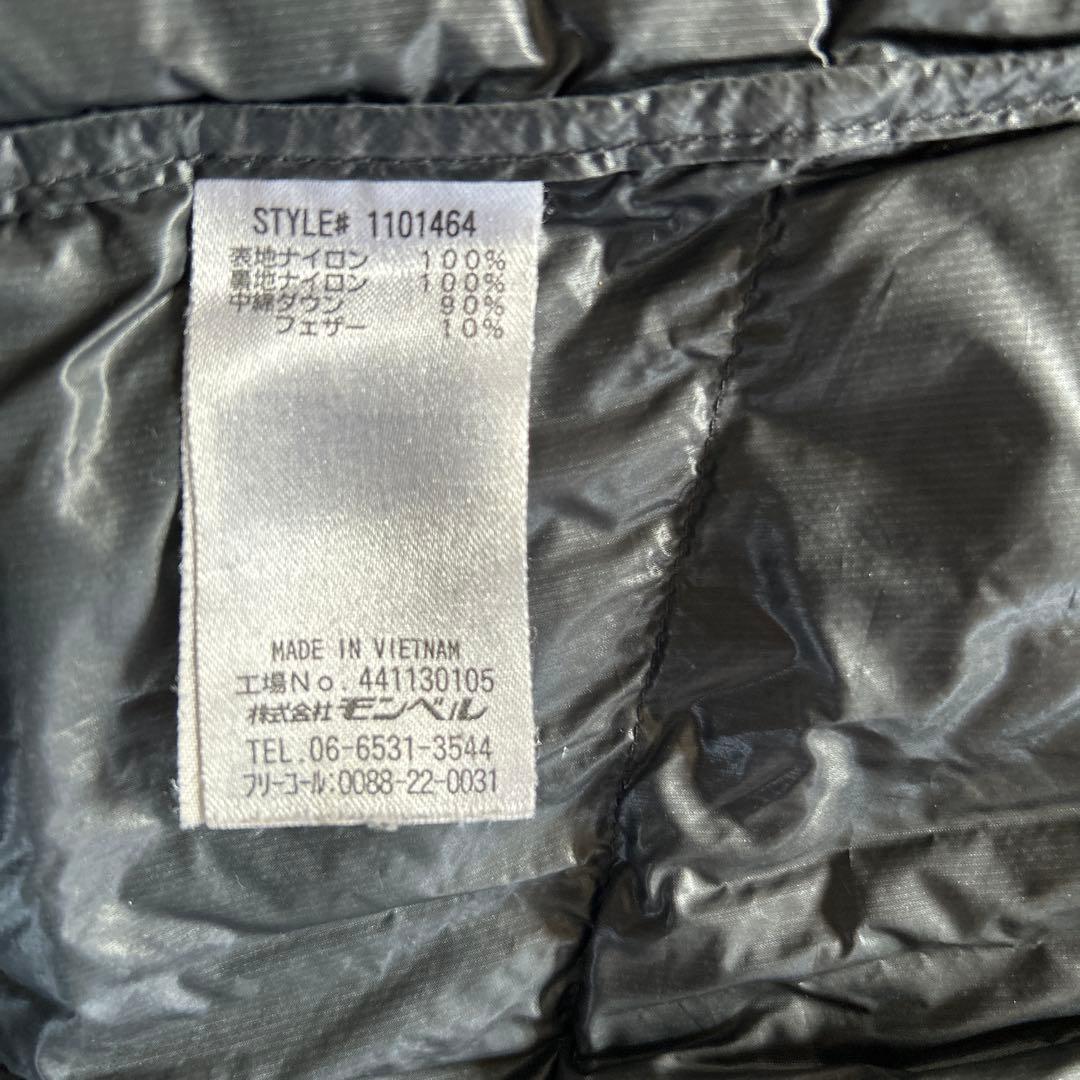 STYLE# 1101464
表地ナイロン 100%
裏地ナイロン 100%
中綿ダウン 90%
フェザー 10%
MADE IN VIETNAM
工場No. 441130105
株式会社 モンベル
TEL. 06-6531-3544
フリーコール:0088-22-0031